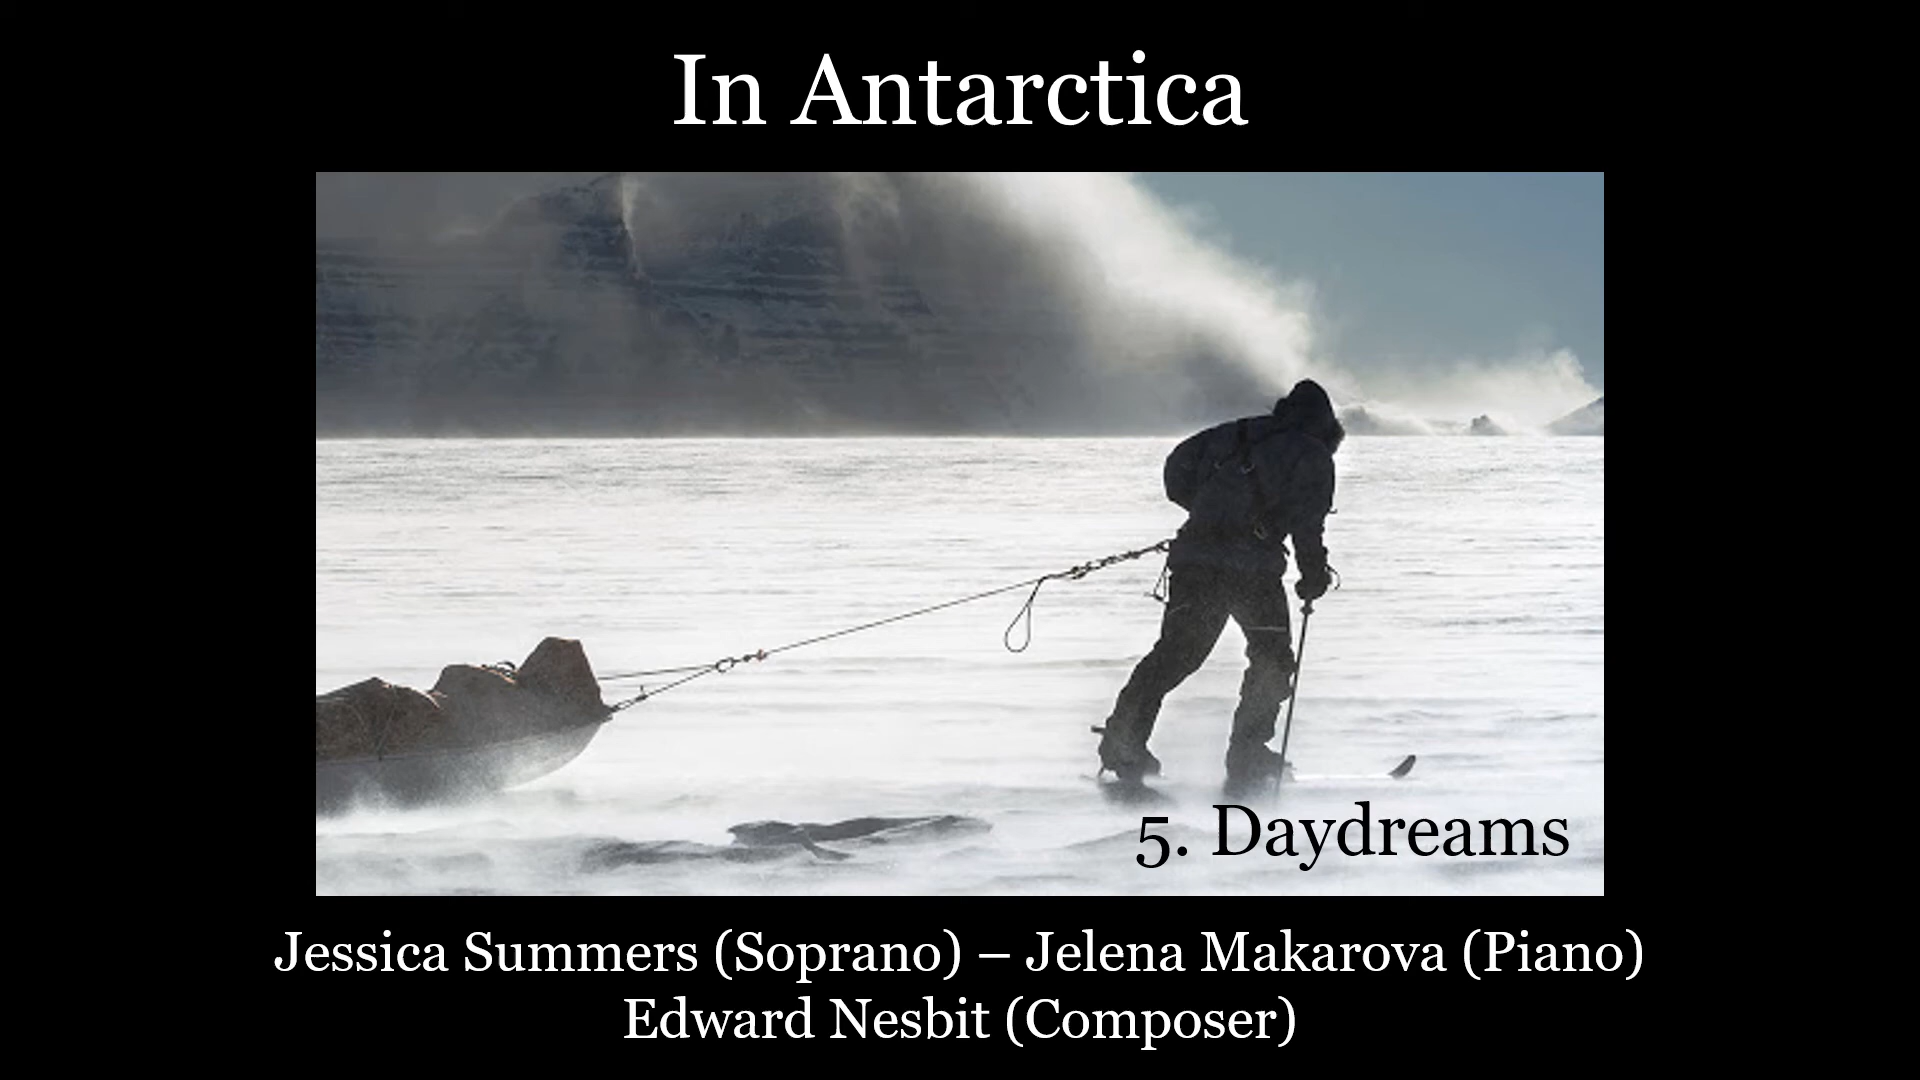 In Antarctica
5. Daydreams
Jessica Summers (Soprano) – Jelena Makarova (Piano)
Edward Nesbit (Composer)